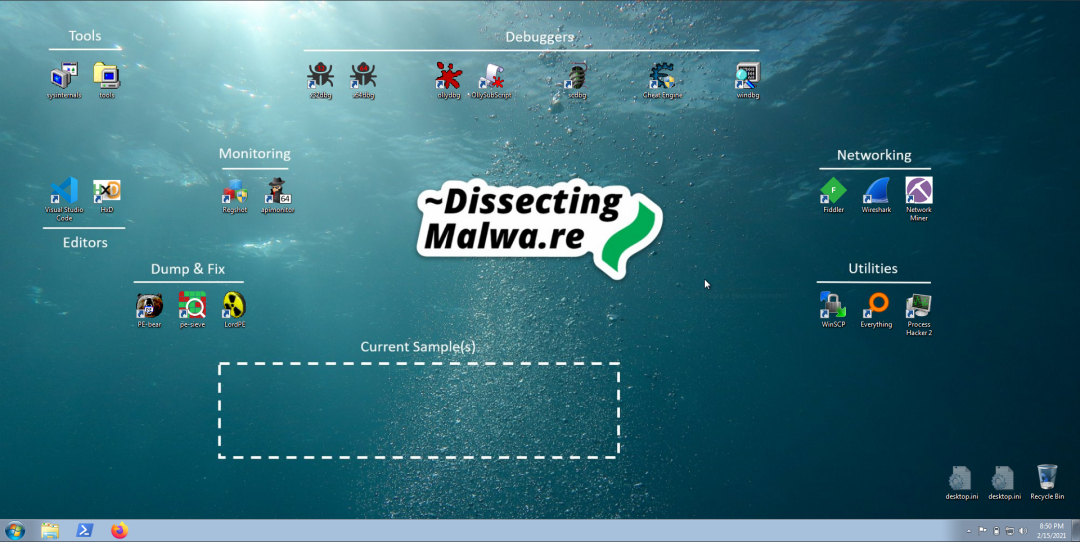 Tools
Debuggers
sysinternals
tools
x32dbg
x64dbg
ollydbg
OllySubScript
scdbg
Cheat Engine
windbg
Monitoring
Networking
Visual Studio
Code
HxD
Regshot
64
apimonitor
~Dissecting
Malwa.re
F
Fiddler
Wireshark
Network
Miner
Editors
Dump & Fix
Utilities
PE-bear
pe-sieve
LordPE
WinSCP
Everything
Process
Hacker 2
Current Sample(s)
desktop.ini
desktop.ini
Recycle Bin
8:50 PM
2/15/2021